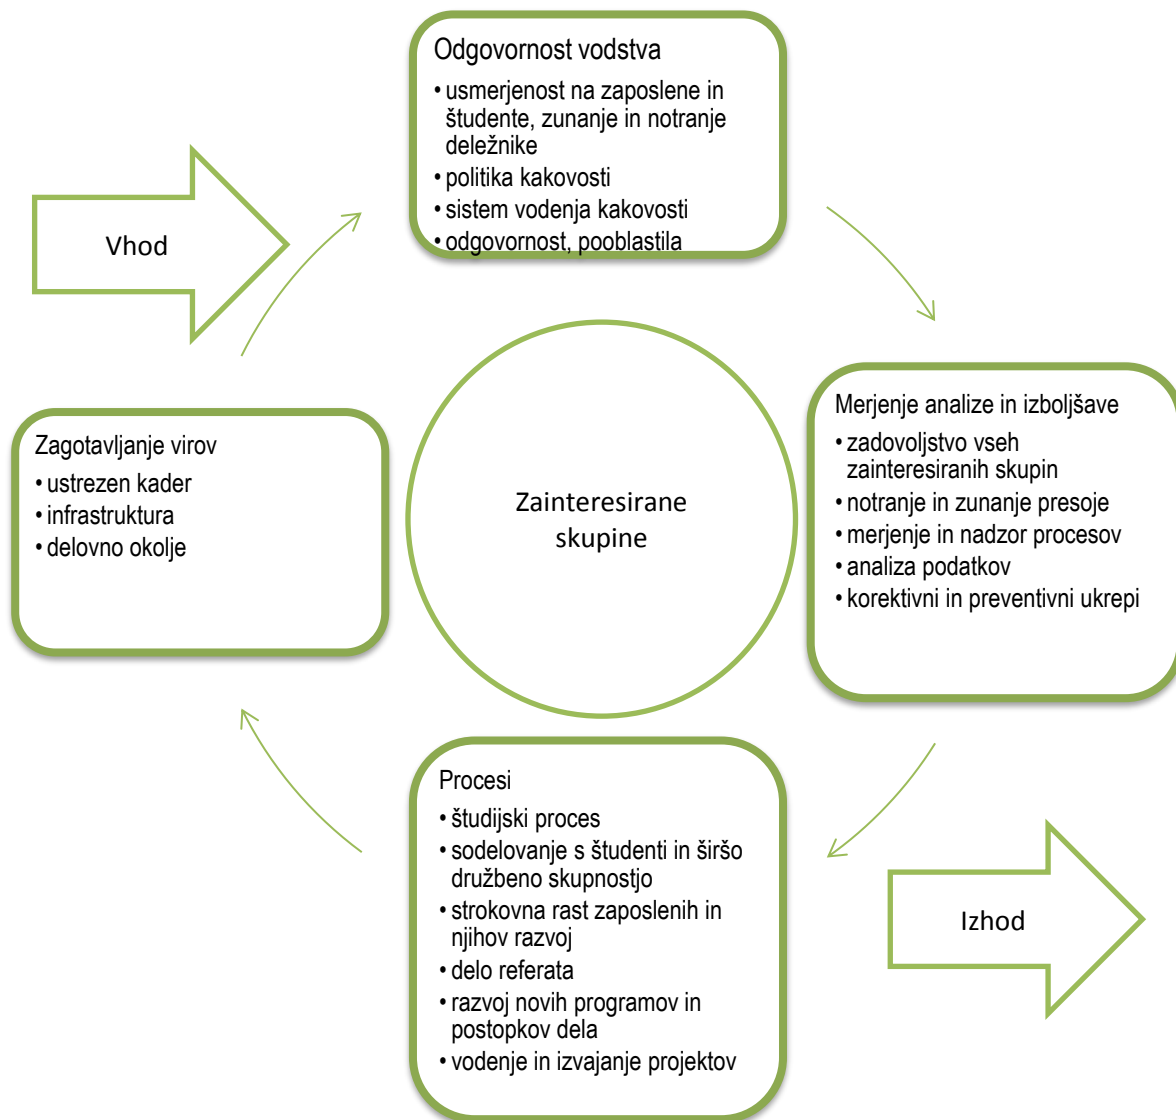 Odgovornost vodstva
• usmerjenost na zaposlene in
študente, zunanje in notranje
deležnike
• politika kakovosti
• sistem vodenja kakovosti
• odgovornost, pooblastila
Vhod
Merjenje analize in izboljšave
• zadovoljstvo vseh
zainteresiranih skupin
• notranje in zunanje presoje
• merjenje in nadzor procesov
• analiza podatkov
• korektivni in preventivni ukrepi
Zagotavljanje virov
• ustrezen kader
• infrastruktura
• delovno okolje
Zainteresirane
skupine
Procesi
• študijski proces
• sodelovanje s študenti in širšo
družbeno skupnostjo
• strokovna rast zaposlenih in
njihov razvoj
• delo referata
• razvoj novih programov in
postopkov dela
• vodenje in izvajanje projektov
Izhod